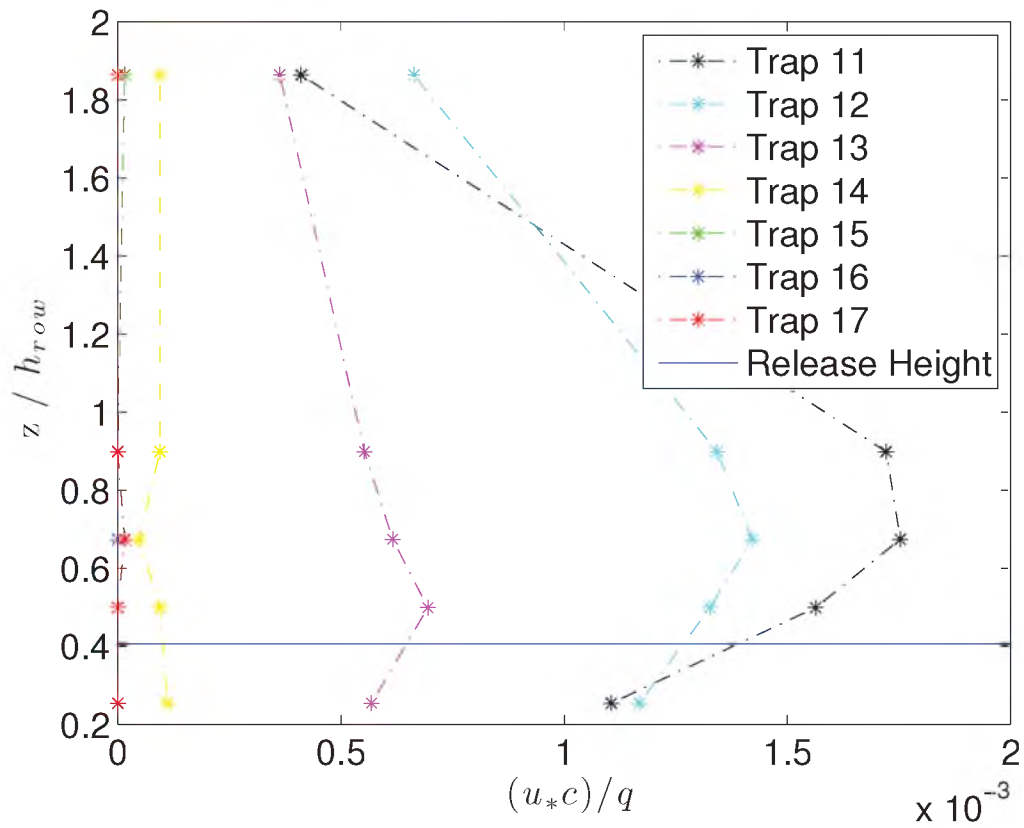 2
1.8
1.6
1.4
1.2
1
0.8
0.6
0.4
0.2
z / h_{row}
Trap 11
Trap 12
Trap 13
Trap 14
Trap 15
Trap 16
Trap 17
Release Height
0 0.5 1 1.5 2
(u_*c)/q
x 10^{-3}